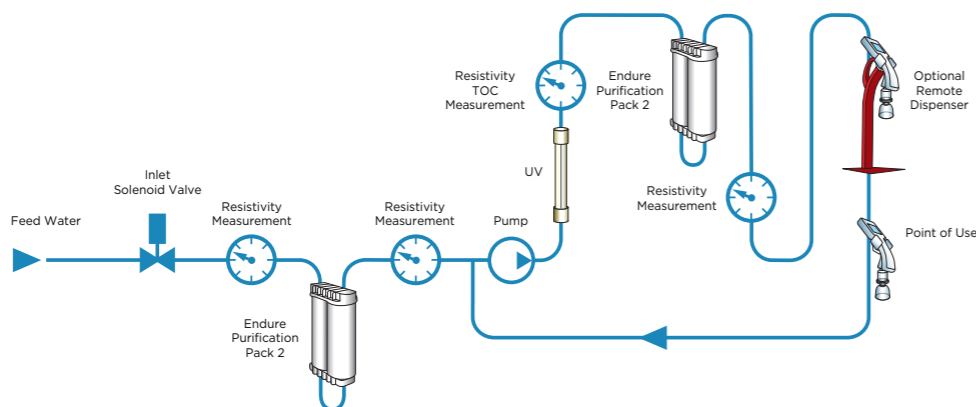 Feed Water
Inlet
Solenoid Valve
Resistivity
Measurement
Endure
Purification
Pack 2
Resistivity
Measurement
Pump
UV
Resistivity
TOC
Measurement
Endure
Purification
Pack 2
Resistivity
Measurement
Optional
Remote
Dispenser
Point of Use